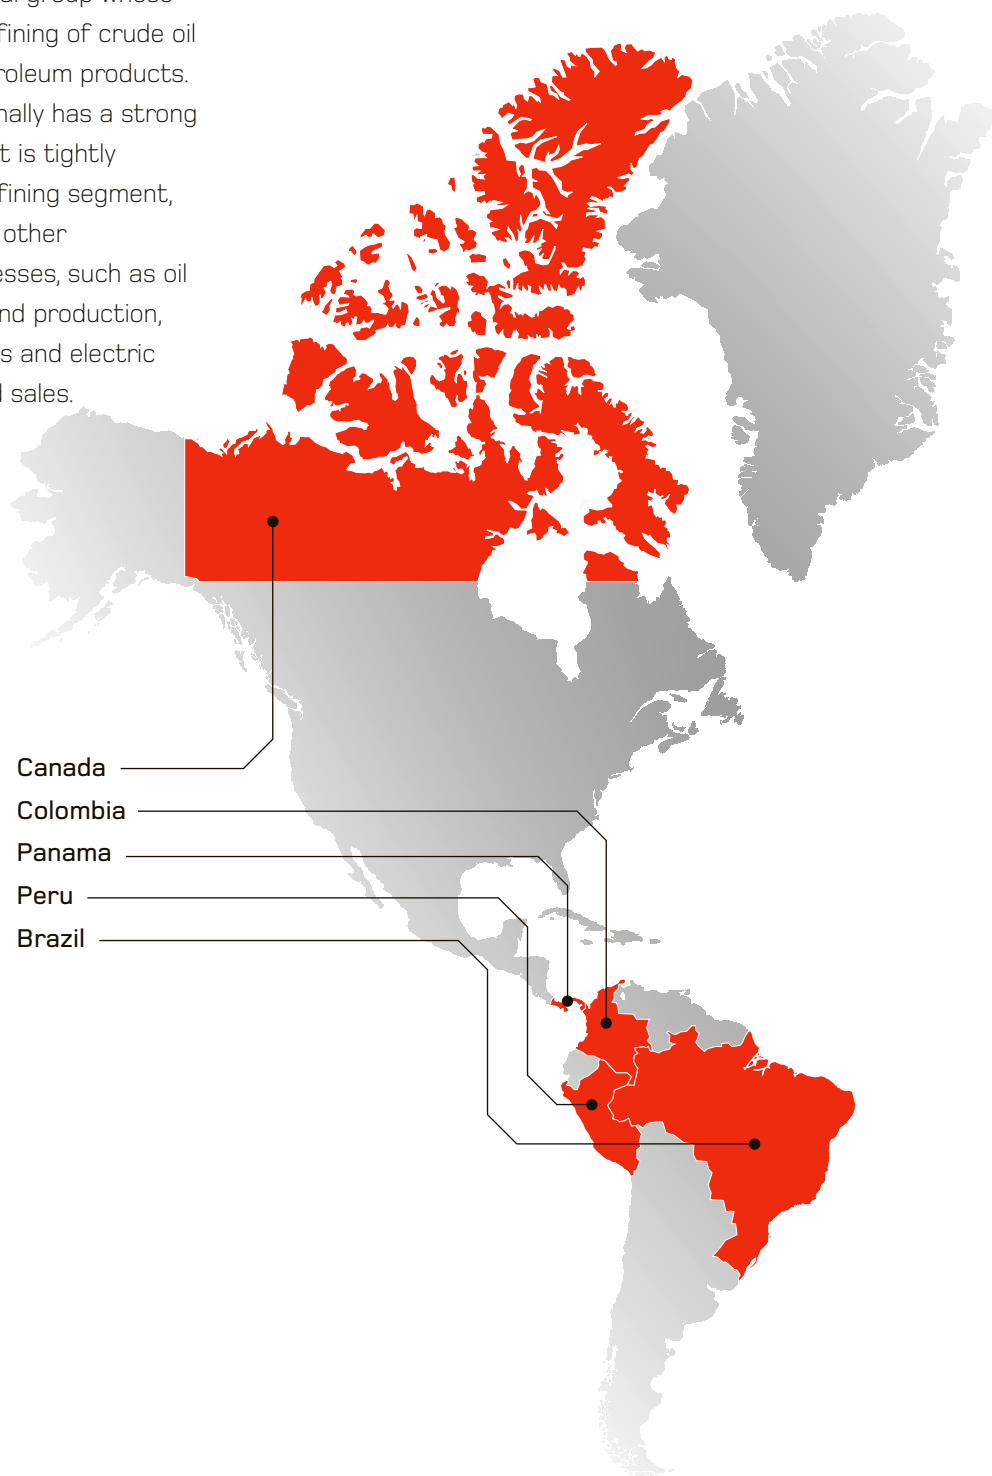 fining of crude oil
roleum products.
nally has a strong
t is tightly
fining segment,
other
esses, such as oil
nd production,
s and electric
sales.
Canada
Colombia
Panama
Peru
Brazil